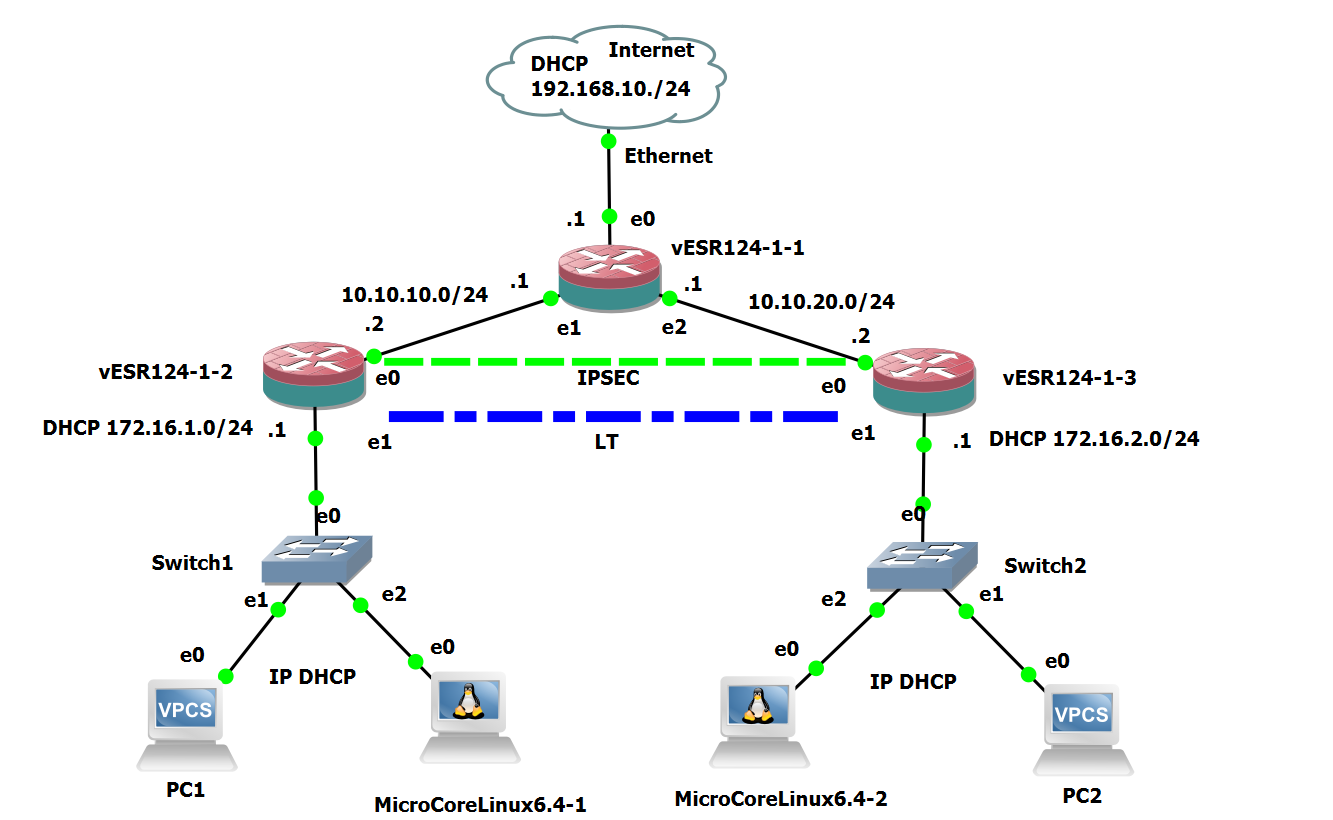 Internet
DHCP
192.168.10./24
Ethernet
.1
e0
vESR124-1-1
.1
.1
10.10.10.0/24
10.10.20.0/24
.2
e1
e2
.2
vESR124-1-2
e0
IPSEC
e0
vESR124-1-3
DHCP 172.16.1.0/24
.1
e1
LT
e1
.1
DHCP 172.16.2.0/24
e0
e0
Switch1
Switch2
e1
e2
e2
e1
e0
e0
e0
e0
IP DHCP
IP DHCP
VPCS
VPCS
PC1
MicroCoreLinux6.4-1
MicroCoreLinux6.4-2
PC2